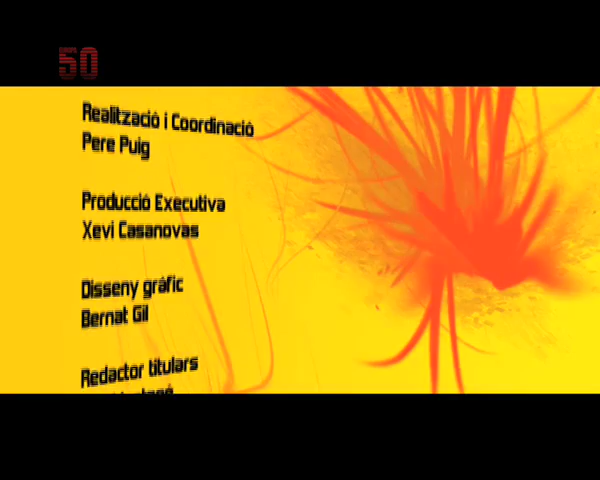 50
Realització i Coordinació
Pere Puig
Producció Executiva
Xevi Casanovas
Disseny gràfic
Bernat Gil
Redactor titulars